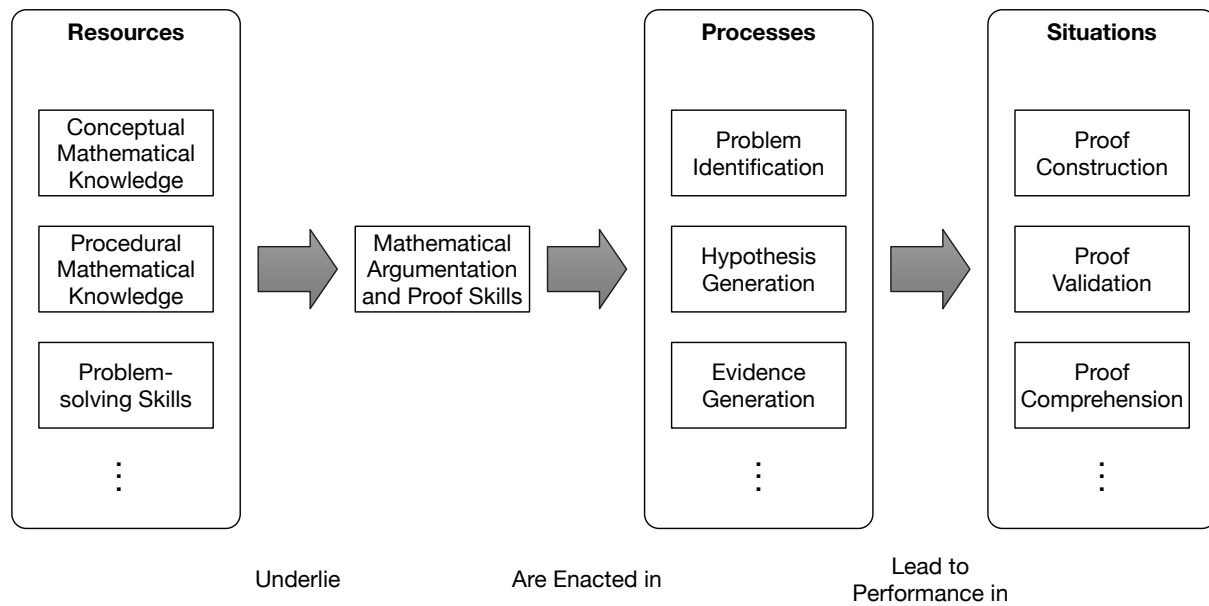 Resources
Conceptual
Mathematical
Knowledge
Procedural
Mathematical
Knowledge
Problem-
solving Skills
⋮
Mathematical
Argumentation
and Proof Skills
Processes
Problem
Identification
Hypothesis
Generation
Evidence
Generation
⋮
Situations
Proof
Construction
Proof
Validation
Proof
Comprehension
⋮
Underlie
Are Enacted in
Lead to
Performance in